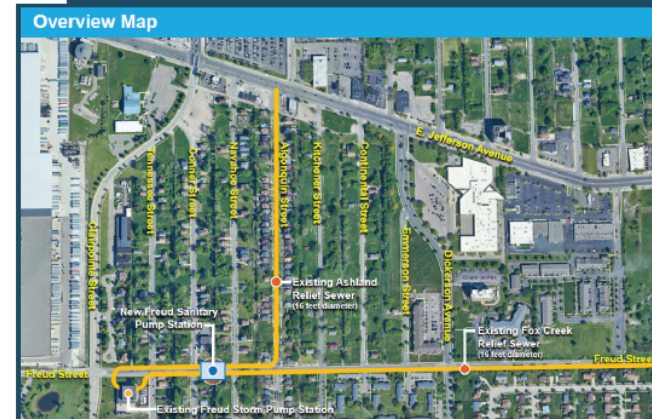 Overview Map
E. Jefferson Avenue
Clairpointe Street
Tennessee Street
Conner Street
Navahoe Street
Algonquin Street
Kitchener Street
Continental Street
Emmerson Street
Dickerson Avenue
Existing Ashland
Relief Sewer
(16 feet diameter)
New Freud Sanitary
Pump Station
Existing Fox Creek
Relief Sewer
(16 feet diameter)
Freud Street
Freud Stree
Existing Freud Storm Pump Station